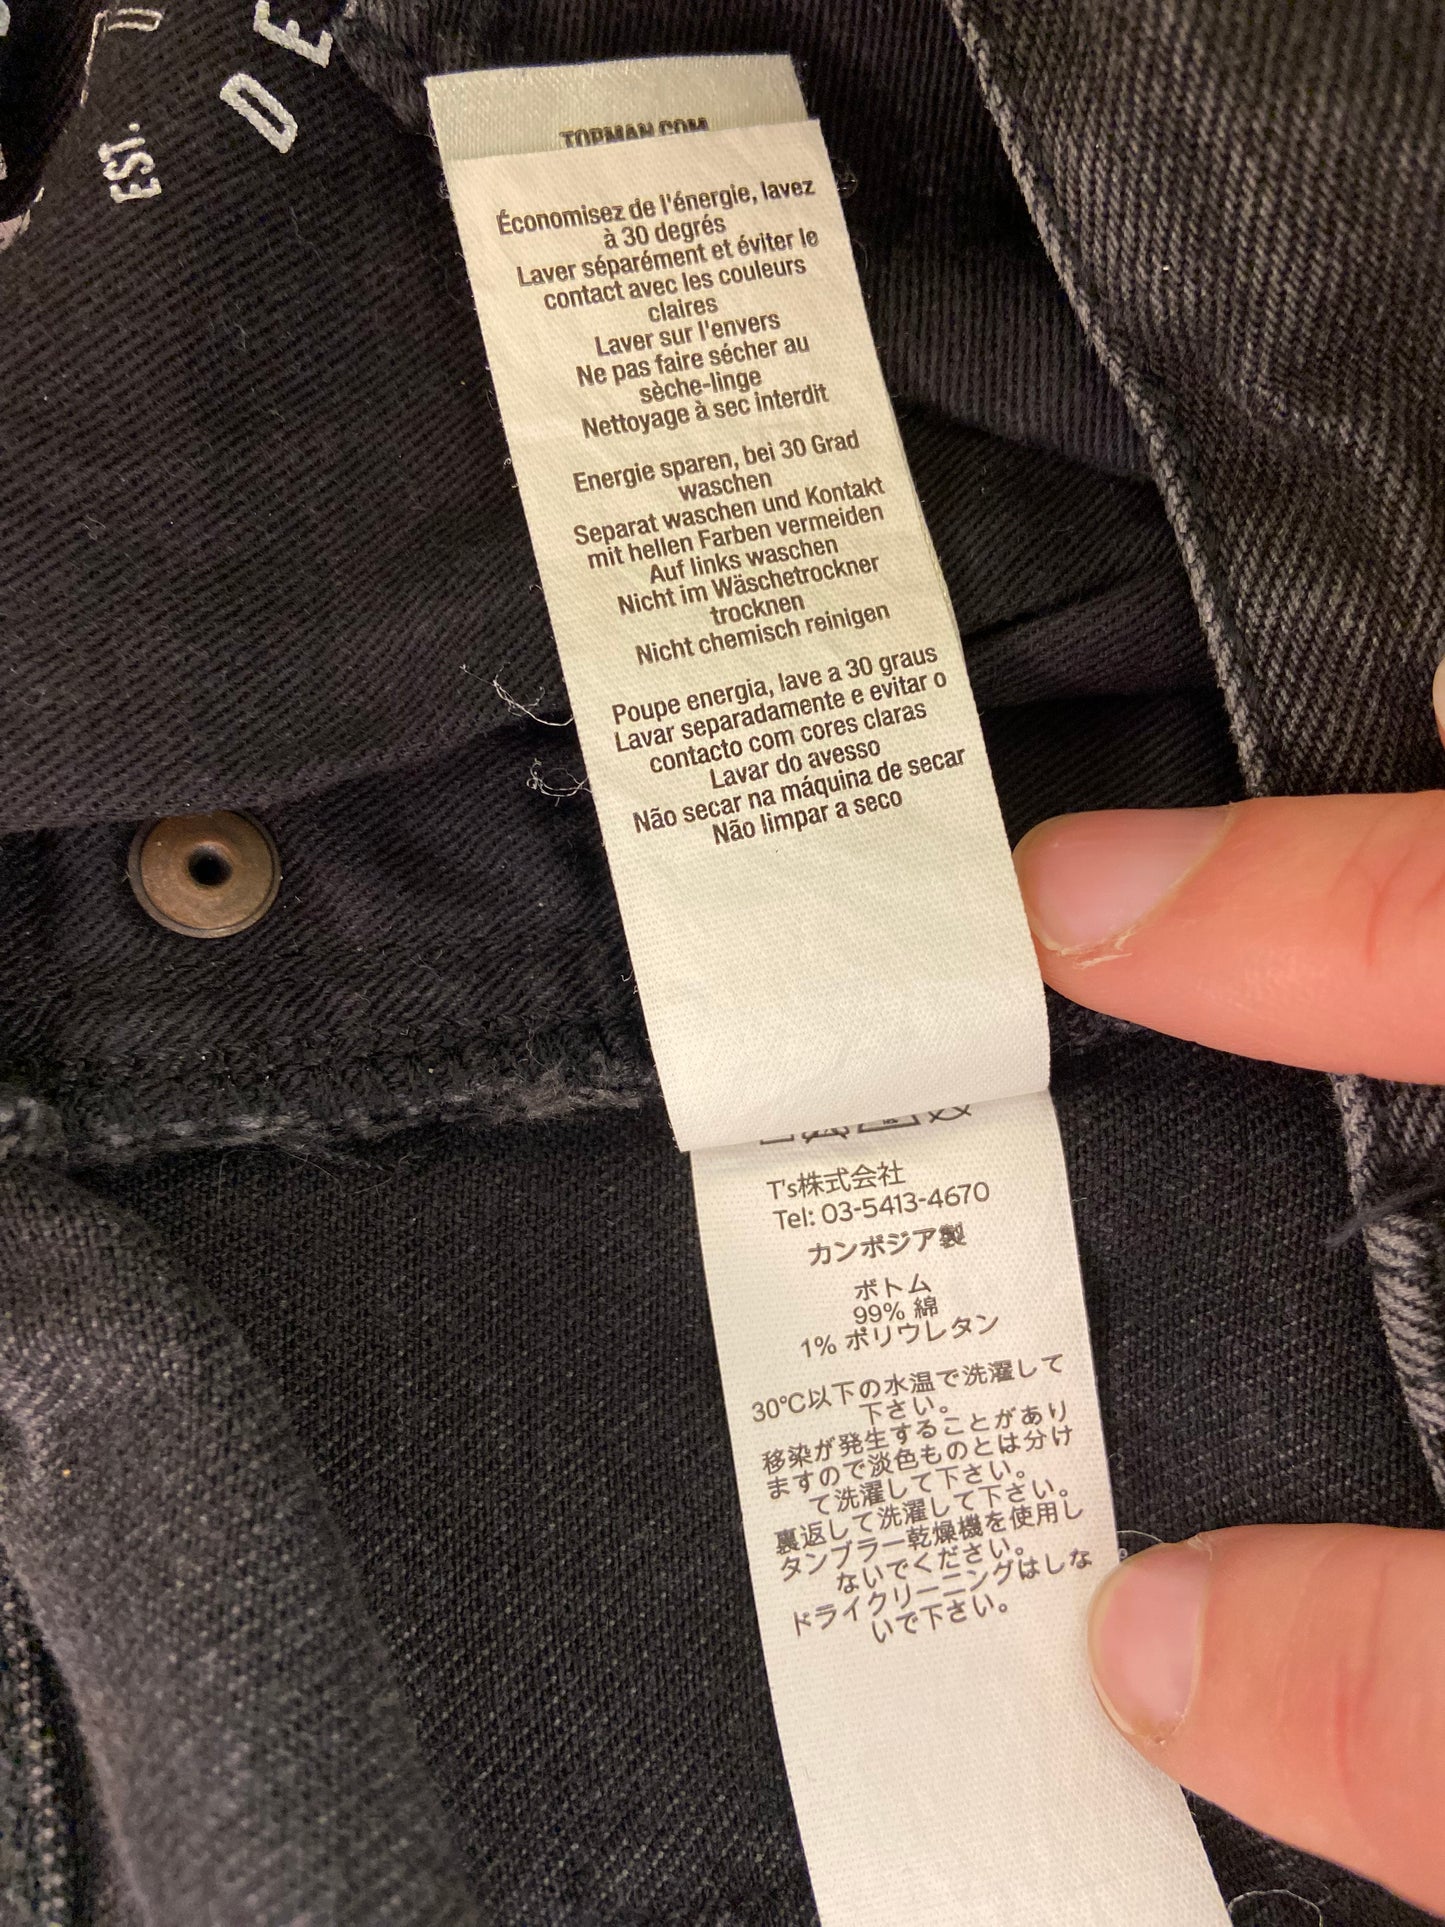 DE
EST.
TOPMAN.COM
Économisez de l'énergie, lavez
à 30 degrés
Laver séparément et éviter le
contact avec les couleurs
claires
Laver sur l'envers
Ne pas faire sécher au
sèche-linge
Nettoyage à sec interdit
Energie sparen, bei 30 Grad
waschen
Separat waschen und Kontakt
mit hellen Farben vermeiden
Auf links waschen
Nicht im Wäschetrockner
trocknen
Nicht chemisch reinigen
Poupe energia, lave a 30 graus
Lavar separadamente e evitar o
contacto com cores claras
Lavar do avesso
Não secar na máquina de secar
Não limpar a seco
T's株式会社
Tel: 03-5413-4670
カンボジア製
ボトム
99% 綿
1% ポリウレタン
30°C以下の水温で洗濯して
下さい。
移染が発生することがあり
ますので淡色ものとは分け
て洗濯して下さい。
裏返して洗濯して下さい。
タンブラー乾燥機を使用し
ないでください。
ドライクリーニングはしな
いで下さい。